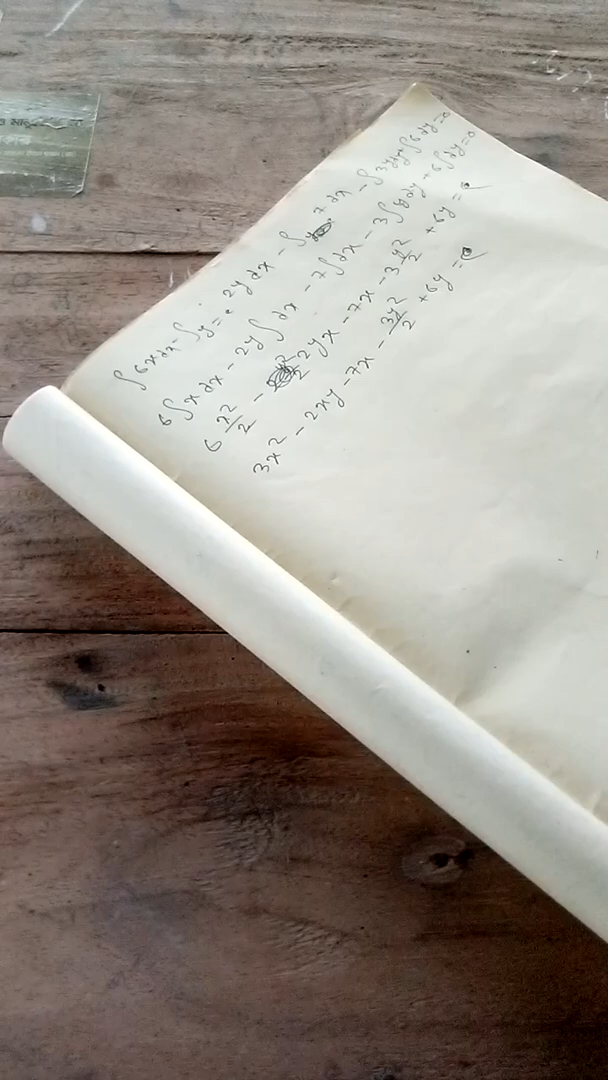 ∫6x dx - ∫y=c 2y dx - ∫ 7 dx - ∫3y dy + ∫6 dy = 0
6∫x dx - 2y∫dx - 7∫dx - 3∫y dy + 6∫dy = 0
6 x²/2 - 2yx - 7x - 3 y²/2 + 6y = c
3x² - 2xy - 7x - 3y²/2 + 6y = c